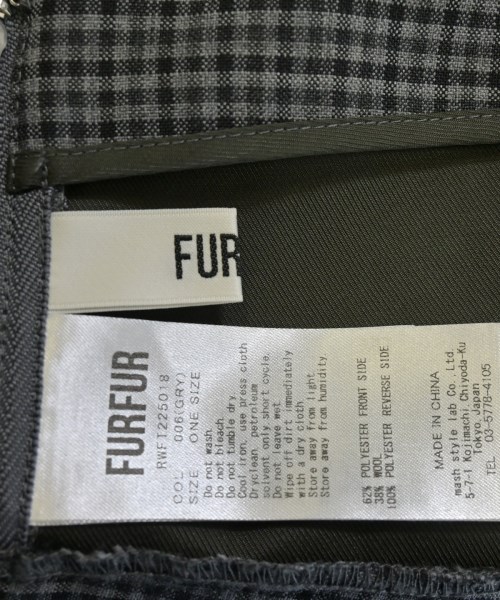 FUR
FURFUR
RWFT225018
COL 006(GRY)
SIZE ONE SIZE
Do not wash.
Do not bleach.
Do not tumble dry.
Cool iron, use press cloth
Dryclean,petroleum
solvent only,short cycle.
Do not leave wet.
Wipe off dirt immediately
with a dry cloth
Store away from light
Store away from humidity
62% POLYESTER FRONT SIDE
38% WOOL
100% POLYESTER REVERSE SIDE
MADE IN CHINA
mash style lab Co., Ltd.
5-7-1 Kojimachi,Chiyoda-Ku
Tokyo,Japan
TEL 03-5778-4105